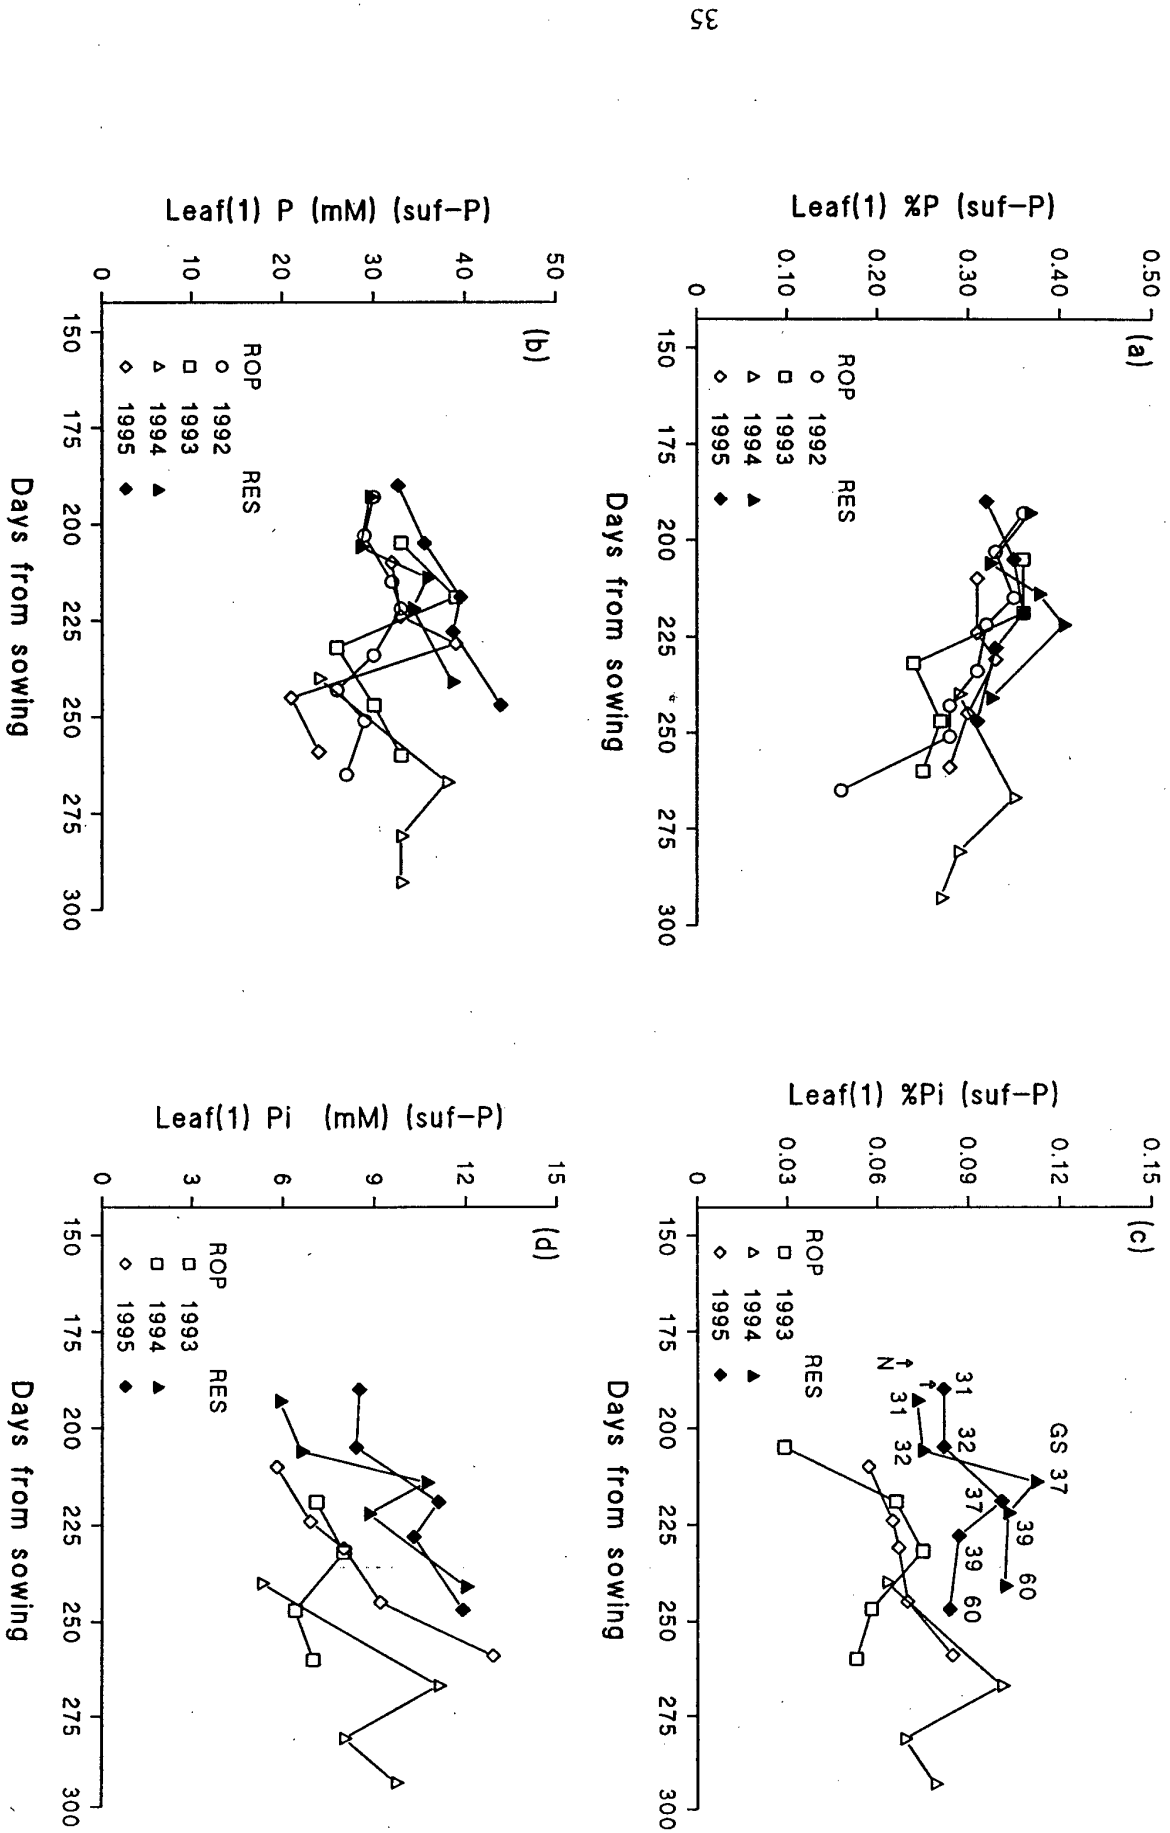 35
Leaf(1) %P (suf-P)
0.50
0.40
0.30
0.20
0.10
0
(a)
ROP RES
○ 1992
□ 1993
△ 1994 ▲
◇ 1995 ◆
150 175 200 225 250 275 300
Days from sowing
Leaf(1) P (mM) (suf-P)
50
40
30
20
10
0
(b)
ROP RES
○ 1992
□ 1993
△ 1994 ▲
◇ 1995 ◆
150 175 200 225 250 275 300
Days from sowing
Leaf(1) %Pi (suf-P)
0.15
0.12
0.09
0.06
0.03
0
(c)
GS 37
39 60
31 32 37 39 60
31 32
↑ ↑
N
ROP RES
□ 1993
△ 1994 ▲
◇ 1995 ◆
150 175 200 225 250 275 300
Days from sowing
Leaf(1) Pi (mM) (suf-P)
15
12
9
6
3
0
(d)
ROP RES
□ 1993
□ 1994 ▲
◇ 1995 ◆
150 175 200 225 250 275 300
Days from sowing